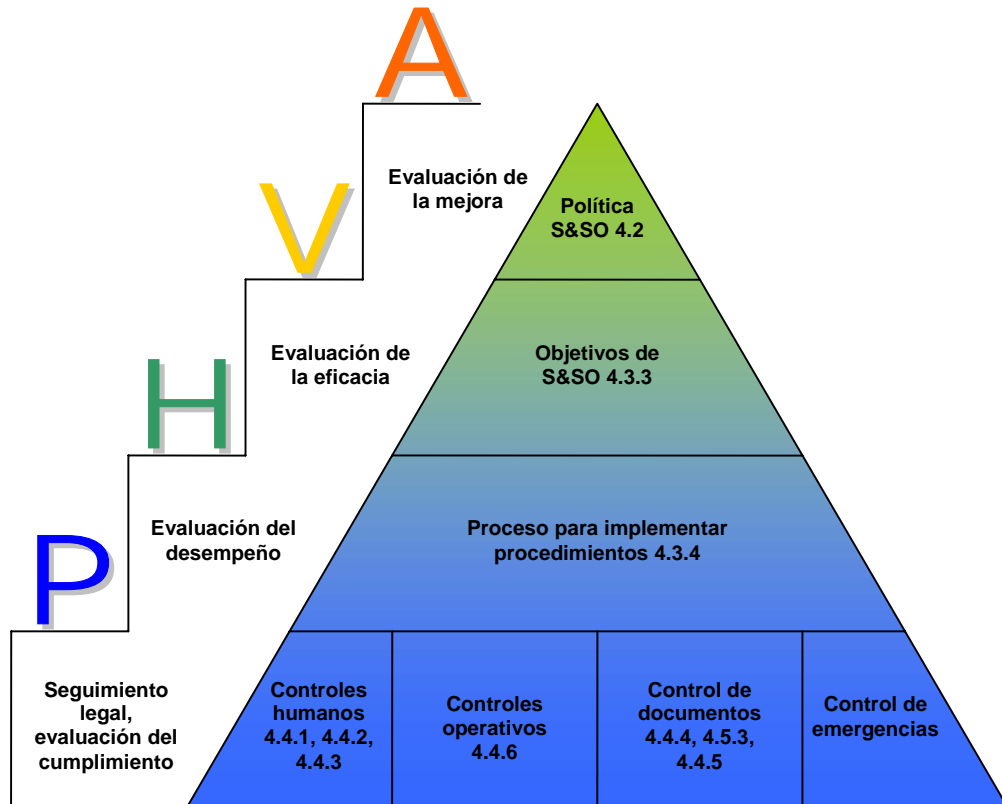 A
Evaluación de
la mejora
Política
S&SO 4.2
V
Evaluación de
la eficacia
Objetivos de
S&SO 4.3.3
H
Evaluación del
desempeño
Proceso para implementar
procedimientos 4.3.4
P
Seguimiento
legal,
evaluación del
cumplimiento
Controles
humanos
4.4.1, 4.4.2,
4.4.3
Controles
operativos
4.4.6
Control de
documentos
4.4.4, 4.5.3,
4.4.5
Control de
emergencias